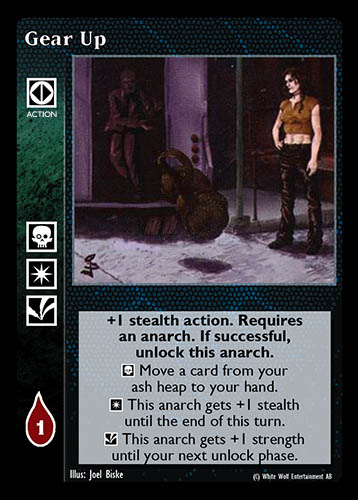 Gear Up
ACTION
+1 stealth action. Requires
an anarch. If successful,
unlock this anarch.
Move a card from your
ash heap to your hand.
This anarch gets +1 stealth
until the end of this turn.
This anarch gets +1 strength
until your next unlock phase.
1
Illus: Joel Biske
(C) White Wolf Entertainment AB